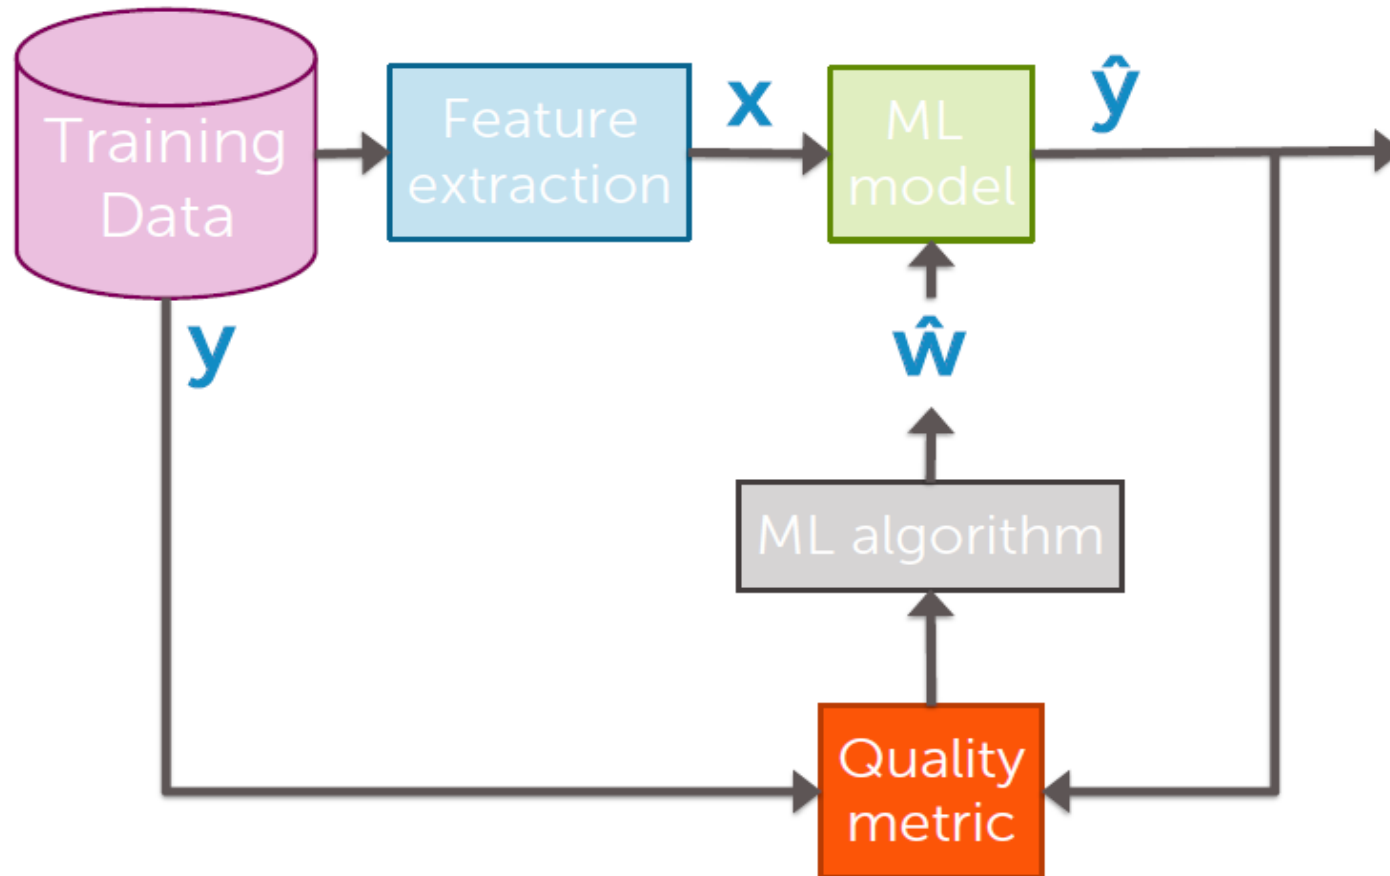 Training
Data
Feature
extraction
x
ML
model
ŷ
y
ŵ
ML algorithm
Quality
metric